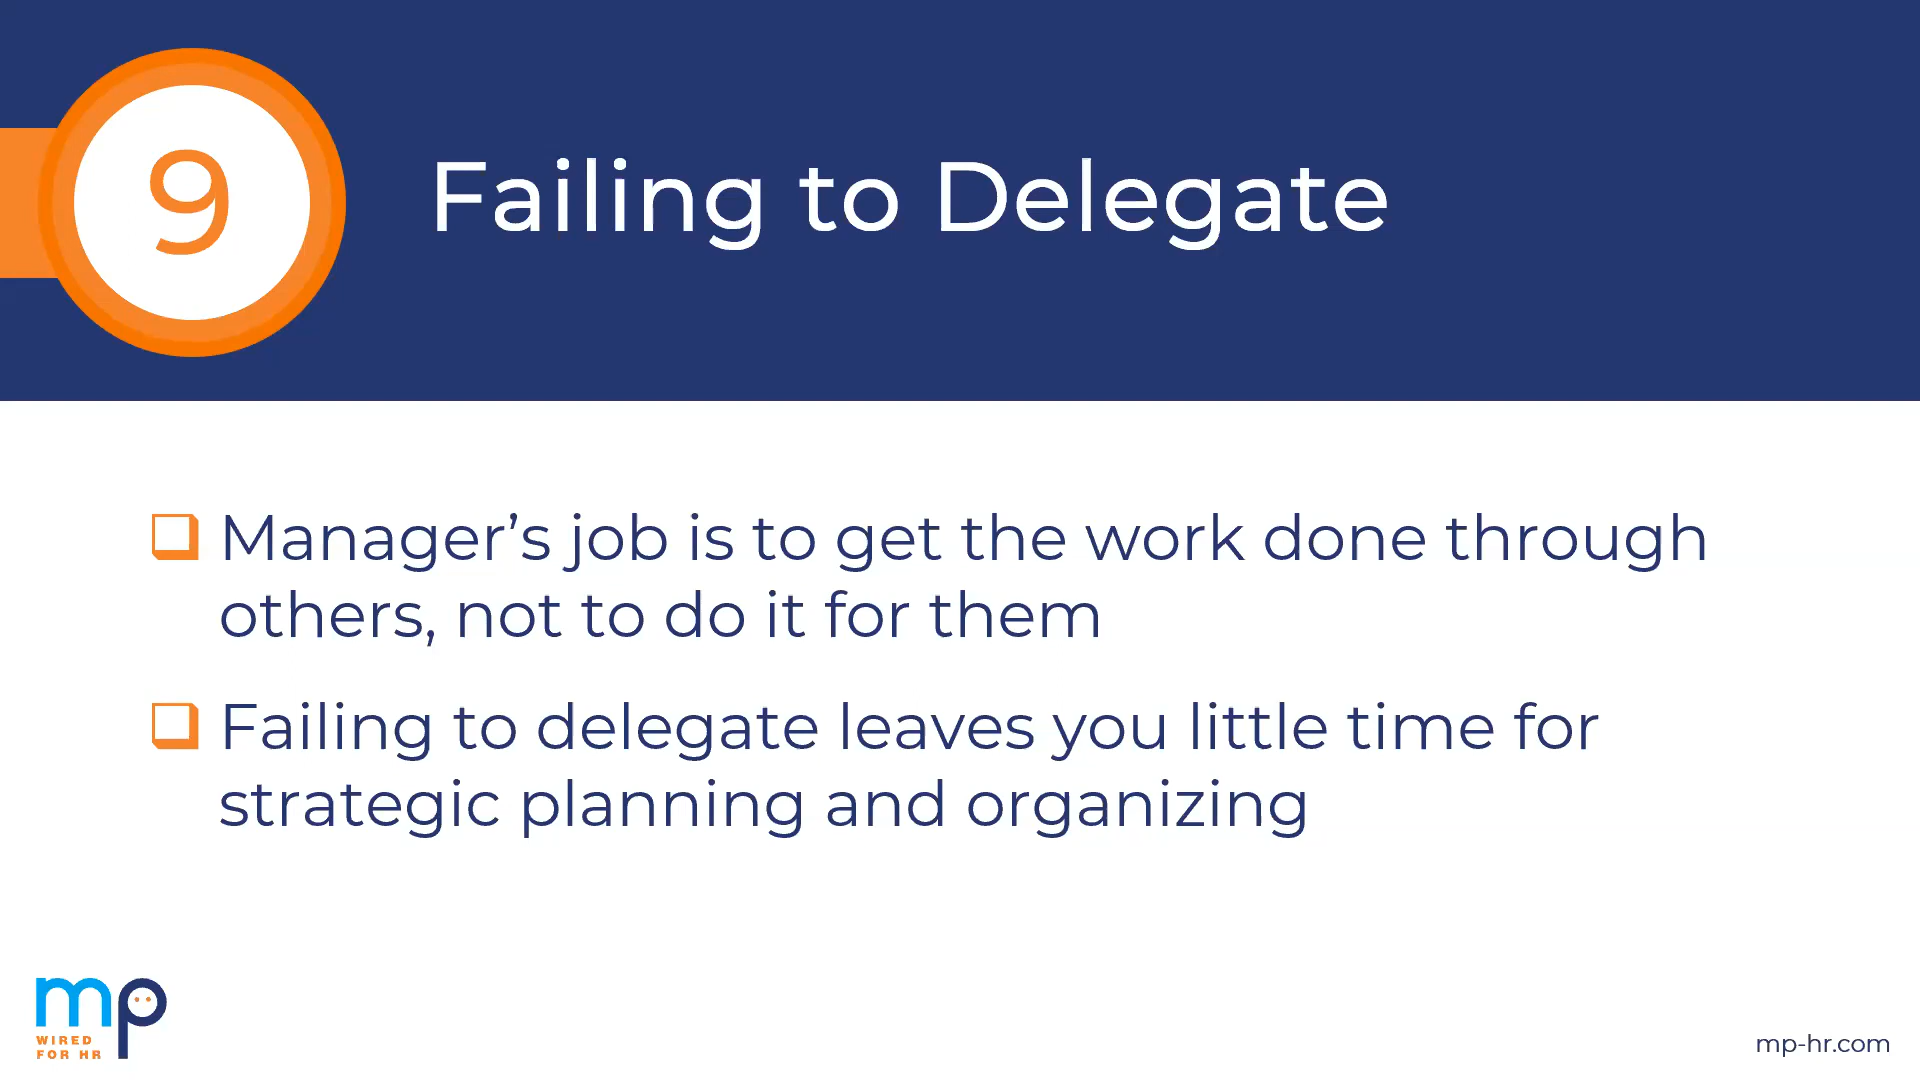 9
Failing to Delegate
Manager’s job is to get the work done through
others, not to do it for them
Failing to delegate leaves you little time for
strategic planning and organizing
mp
WIRED
FOR HR
mp-hr.com